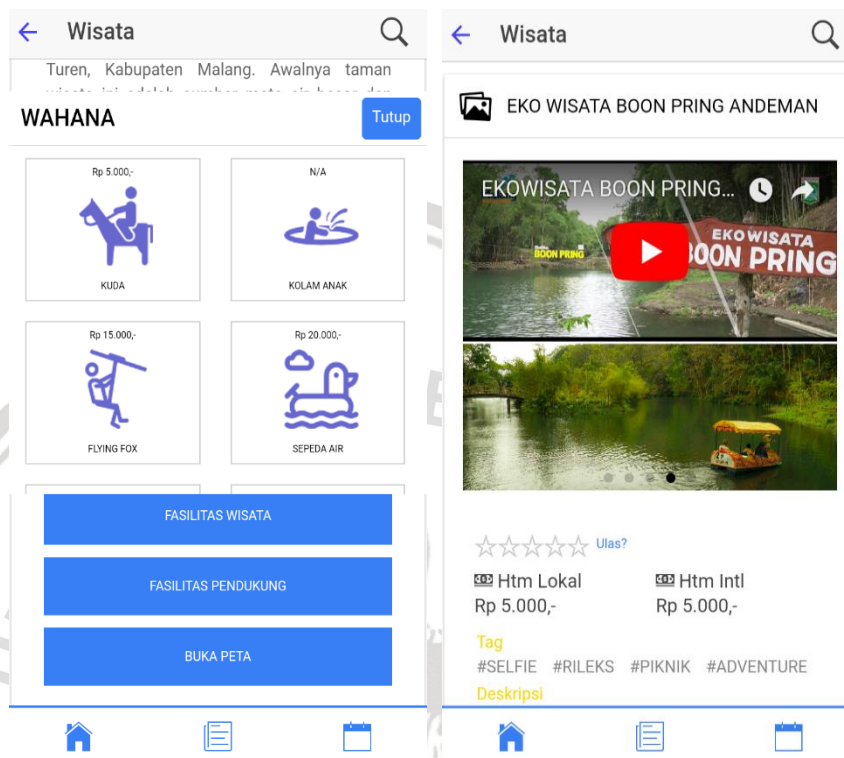 Wisata
Turen, Kabupaten Malang. Awalnya taman
WAHANA
Tutup
Rp 5.000,-
KUDA
N/A
KOLAM ANAK
Rp 15.000,-
FLYING FOX
Rp 20.000,-
SEPEDA AIR
FASILITAS WISATA
FASILITAS PENDUKUNG
BUKA PETA
Wisata
EKO WISATA BOON PRING ANDEMAN
EKOWISATA BOON PRING...
BOON PRING
EKOWISATA
BOON PRING
Ulas?
Htm Lokal
Rp 5.000,-
Htm Intl
Rp 5.000,-
Tag
#SELFIE #RILEKS #PIKNIK #ADVENTURE
Deskripsi